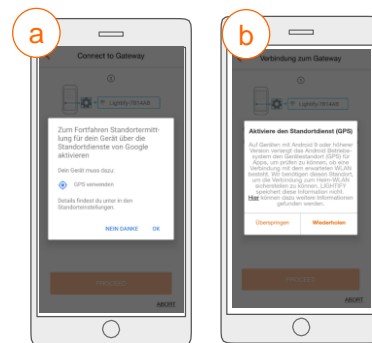 a
Connect to Gateway
Lightify-7B1AAB
Zum Fortfahren Standortermitt-
lung für dein Gerät über die
Standortdienste von Google
aktivieren
Dein Gerät muss dazu:
GPS verwenden
Details findest du unter in den
Standorteinstellungen.
NEIN DANKE OK
PROCEED
ABORT
b
Verbindung zum Gateway
Lightify-7B1AAB
Aktiviere den Standortdienst (GPS)
Auf Geräten mit Android 8 oder höherer
Version verlangt das Android Betriebs-
system den Gerätestandort (GPS) für
Apps, um prüfen zu können, ob eine
Verbindung mit dem erwarteten WLAN
besteht. Wir benötigen diesen Standort,
um die Verbindung zum Heim-WLAN
sicherstellen zu können. LIGHTIFY
speichert diese Information nicht.
Hier können dazu weitere Informationen
gefunden werden.
Überspringen Wiederholen
PROCEED
ABORT